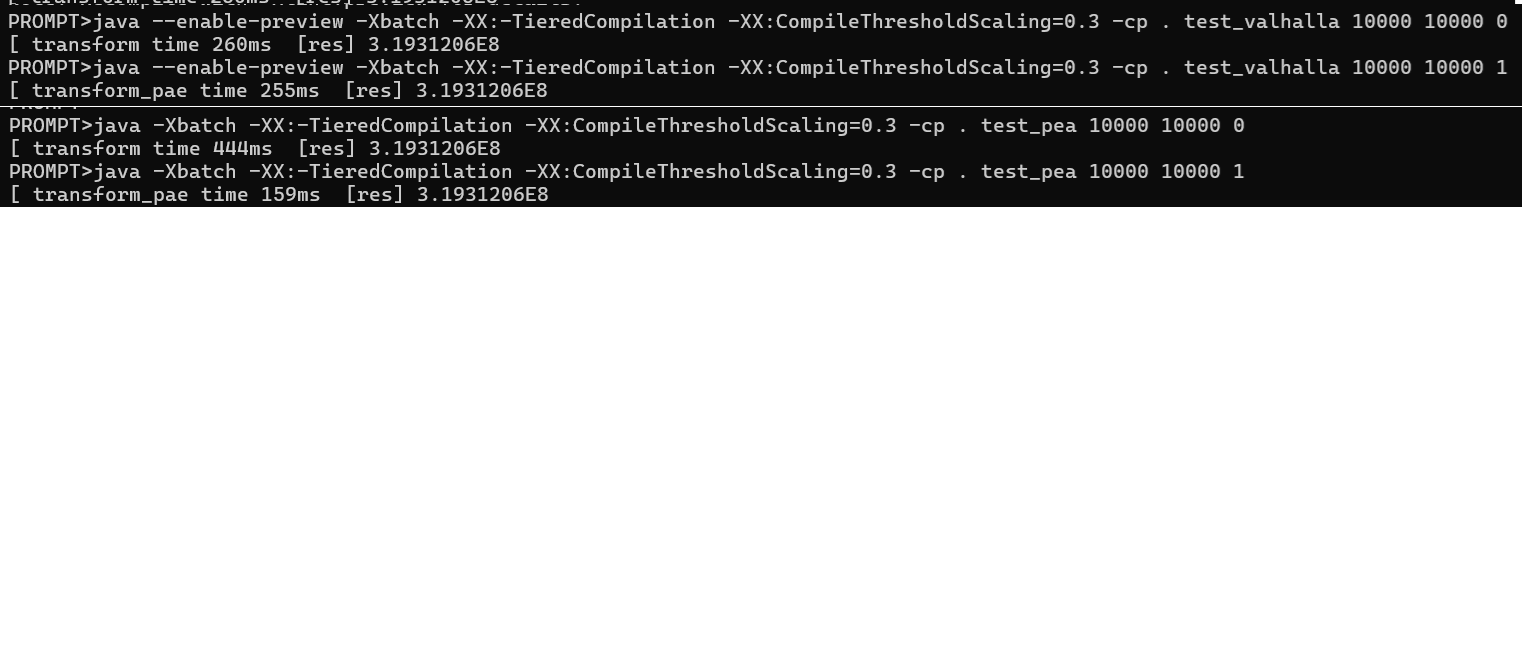 PROMPT>java --enable-preview -Xbatch -XX:-TieredCompilation -XX:CompileThresholdScaling=0.3 -cp . test_valhalla 10000 10000 0
[ transform time 260ms  [res] 3.1931206E8
PROMPT>java --enable-preview -Xbatch -XX:-TieredCompilation -XX:CompileThresholdScaling=0.3 -cp . test_valhalla 10000 10000 1
[ transform_pae time 255ms  [res] 3.1931206E8
PROMPT>java -Xbatch -XX:-TieredCompilation -XX:CompileThresholdScaling=0.3 -cp . test_pea 10000 10000 0
[ transform time 444ms  [res] 3.1931206E8
PROMPT>java -Xbatch -XX:-TieredCompilation -XX:CompileThresholdScaling=0.3 -cp . test_pea 10000 10000 1
[ transform_pae time 159ms  [res] 3.1931206E8